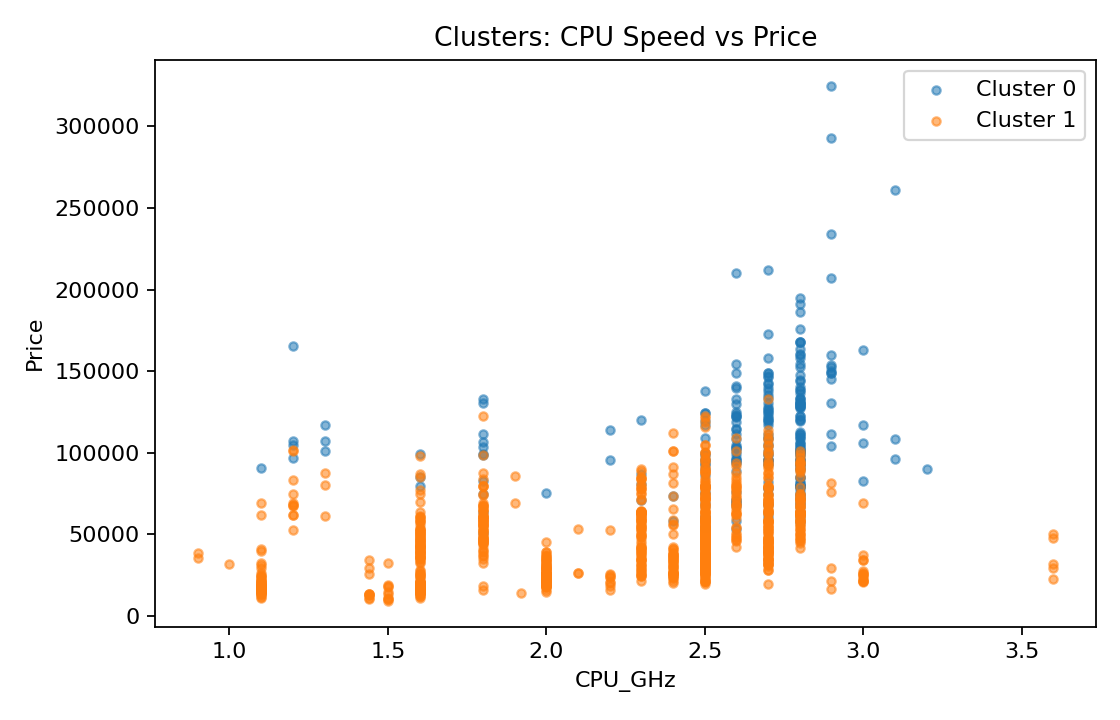 Clusters: CPU Speed vs Price
Cluster 0
Cluster 1
Price
300000
250000
200000
150000
100000
50000
0
1.0 1.5 2.0 2.5 3.0 3.5
CPU_GHz